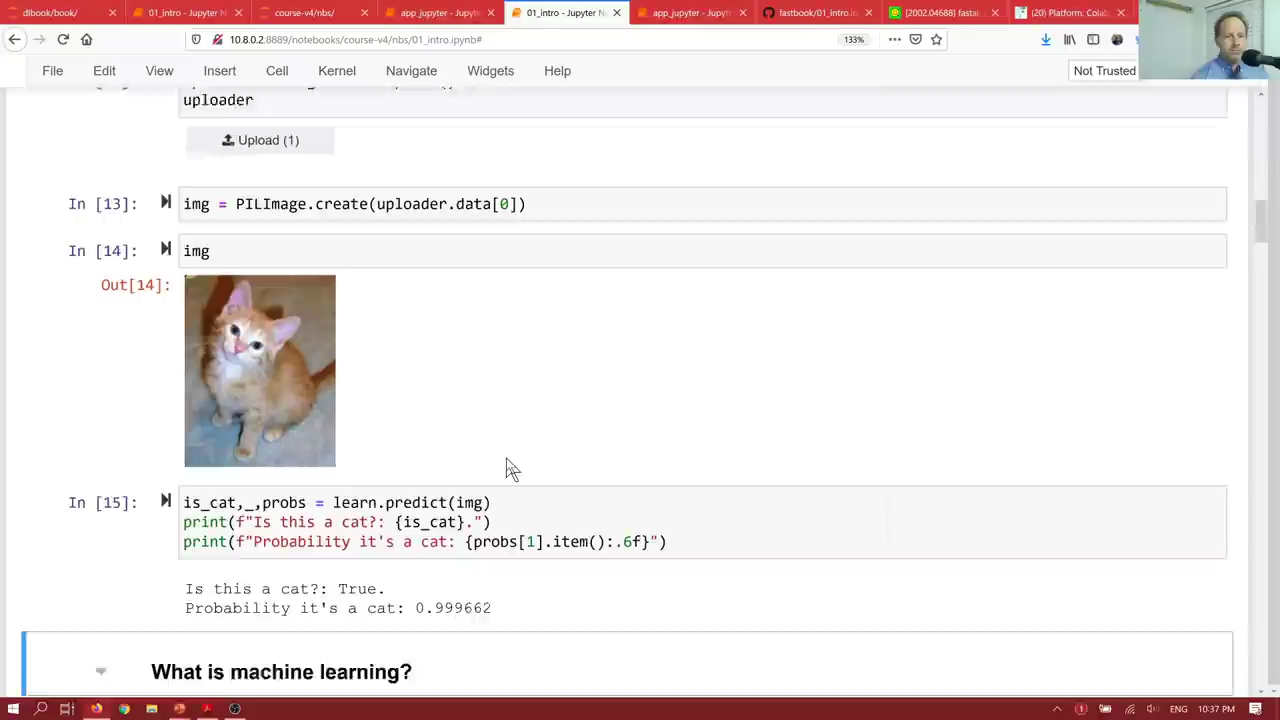 dlbook/book/
01_intro - Jupyter N
course-v4/nbs/
app_jupyter - Jupyte
01_intro - Jupyter N
app_jupyter - Jupyte
fastbook/01_intro.in
[2002.04688] fastai
(20) Platform: Colab
10.8.0.2:8889/notebooks/course-v4/nbs/01_intro.ipynb#
133%
File Edit View Insert Cell Kernel Navigate Widgets Help
Not Trusted
uploader
Upload (1)
In [13]: img = PILImage.create(uploader.data[0])
In [14]: img
Out[14]:
In [15]: is_cat,_,probs = learn.predict(img)
print(f"Is this a cat?: {is_cat}.")
print(f"Probability it's a cat: {probs[1].item():.6f}")
Is this a cat?: True.
Probability it's a cat: 0.999662
What is machine learning?
ENG 10:37 PM